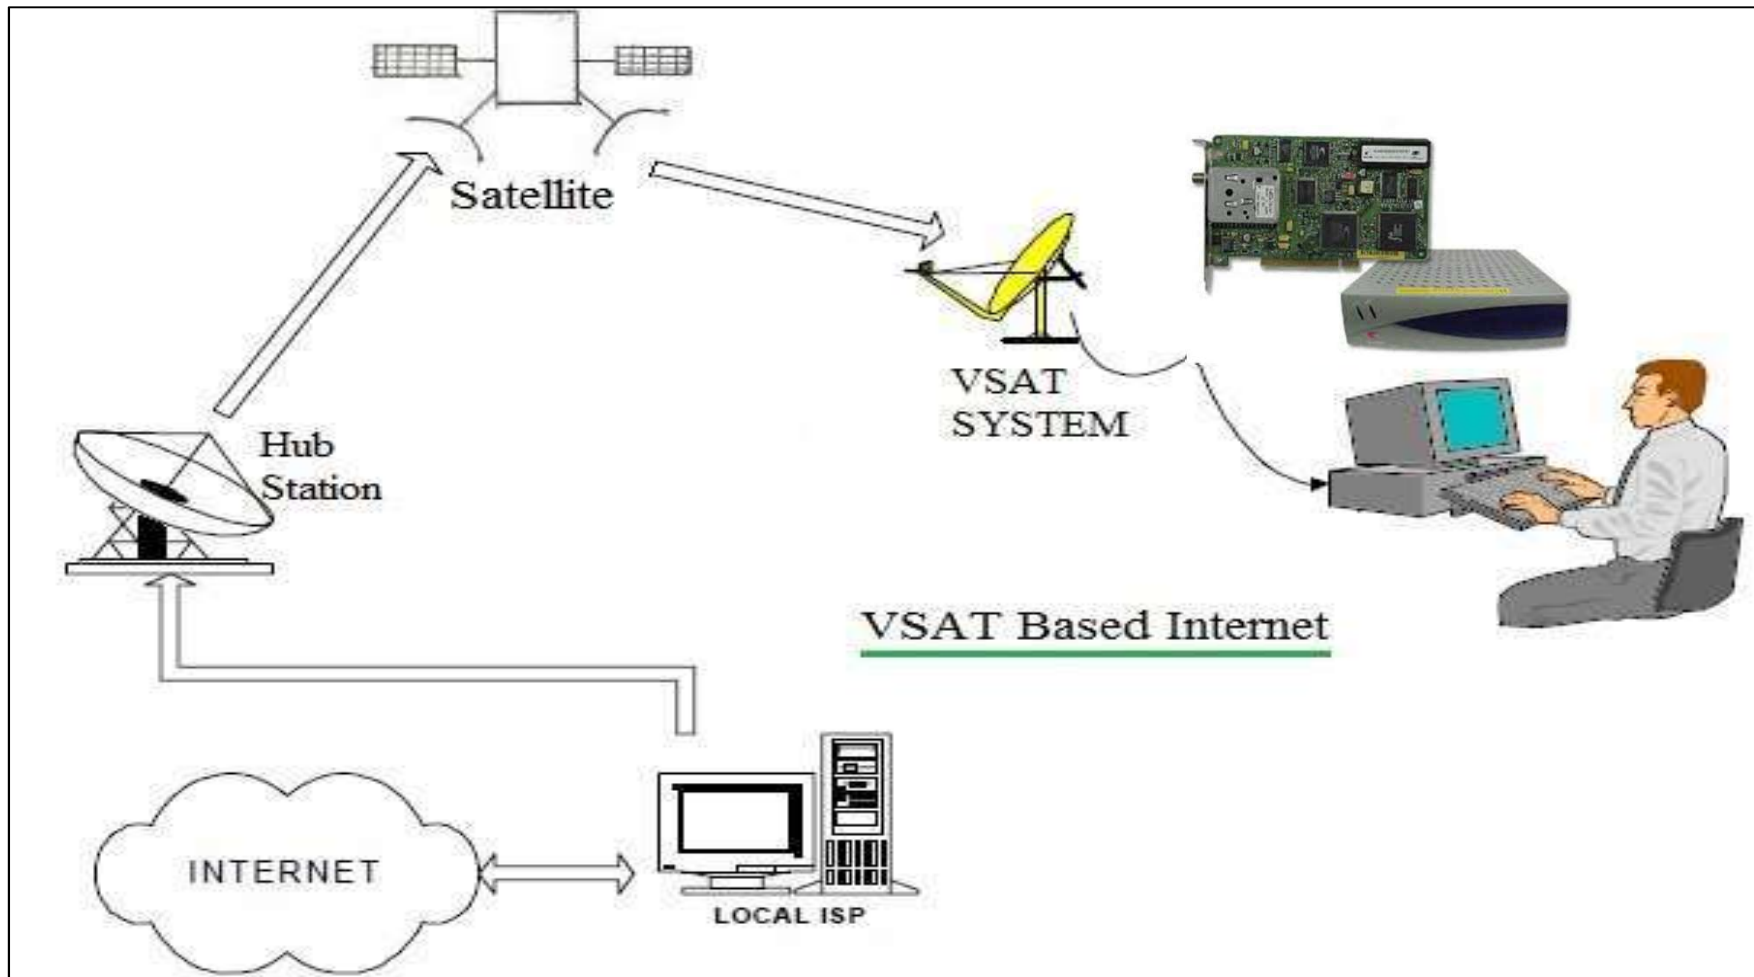 Satellite
VSAT
SYSTEM
Hub
Station
VSAT Based Internet
INTERNET
LOCAL ISP